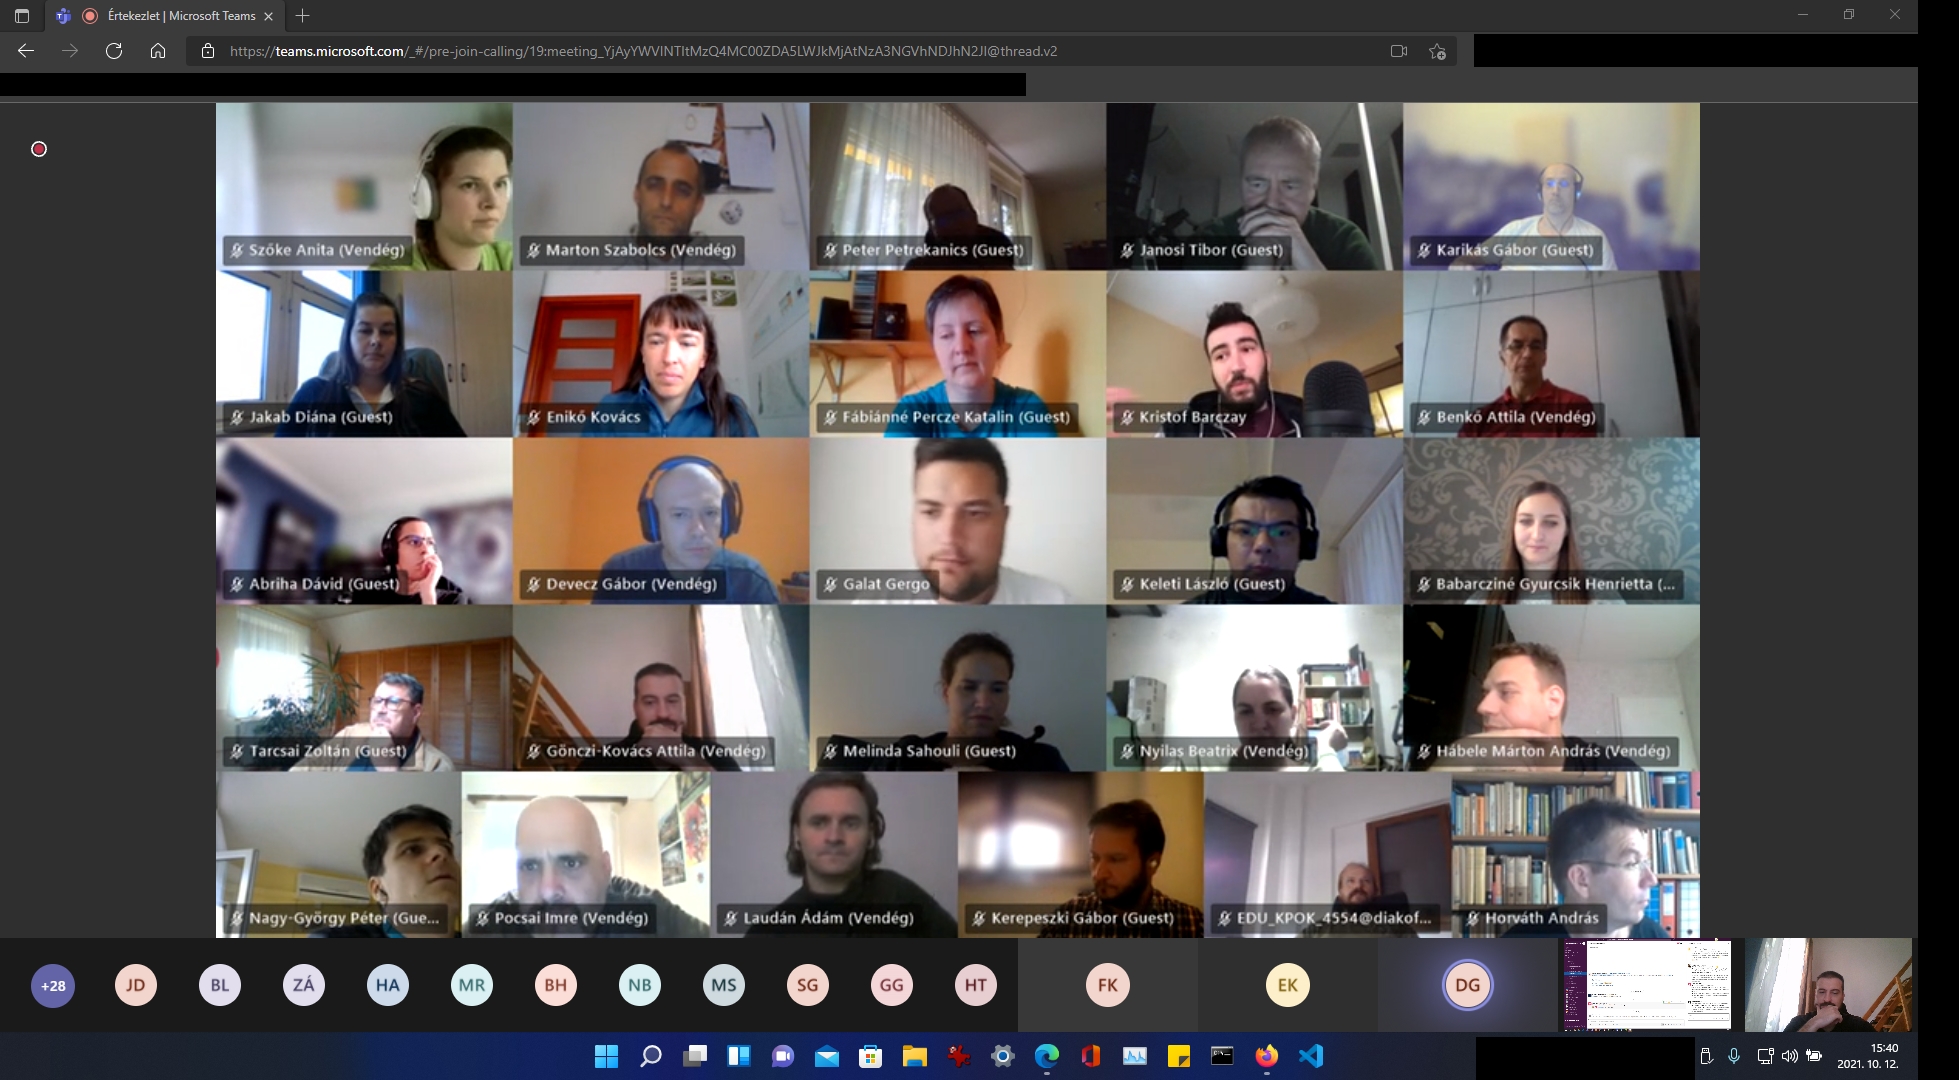 Értekezlet | Microsoft Teams
https://teams.microsoft.com/_#/pre-join-calling/19:meeting_YjAyYWVlNTItMzQ4MC00ZDA5LWJkMjAtNzA3NGVhNDJhN2JI@thread.v2
Szőke Anita (Vendég)
Marton Szabolcs (Vendég)
Peter Petrekanics (Guest)
Janosi Tibor (Guest)
Karikás Gábor (Guest)
Jakab Diána (Guest)
Enikő Kovács
Fábiánné Percze Katalin (Guest)
Kristof Barczay
Benkő Attila (Vendég)
Abriha Dávid (Guest)
Devecz Gábor (Vendég)
Galat Gergo
Keleti László (Guest)
Babarcziné Gyurcsik Henrietta (...
Tarcsai Zoltán (Guest)
Gönczi-Kovács Attila (Vendég)
Melinda Sahouli (Guest)
Nyilas Beatrix (Vendég)
Hábele Márton András (Vendég)
Nagy-György Péter (Gue...
Pocsai Imre (Vendég)
Laudán Ádám (Vendég)
Kerepeszki Gábor (Guest)
EDU_KPOK_4554@diakof...
Horváth András
+28
JD
BL
ZÁ
HA
MR
BH
NB
MS
SG
GG
HT
FK
EK
DG
15:40
2021. 10. 12.